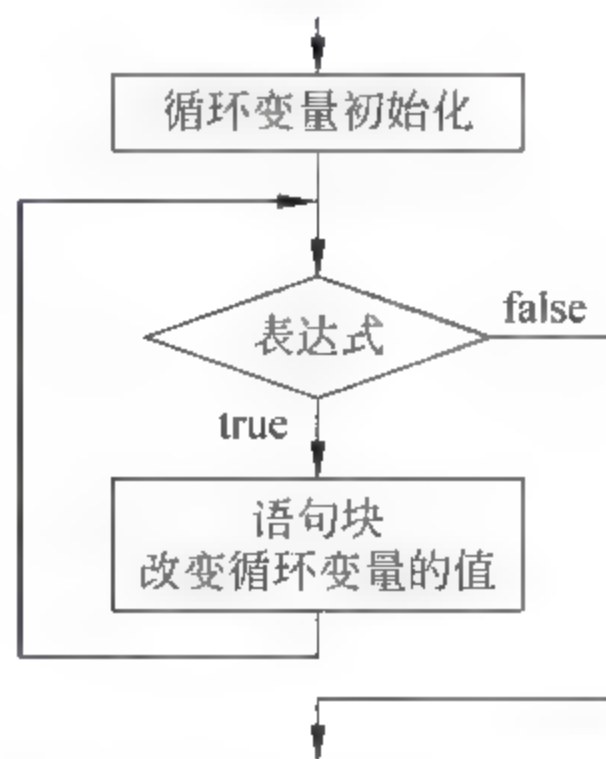 循环变量初始化
表达式
false
true
语句块
改变循环变量的值